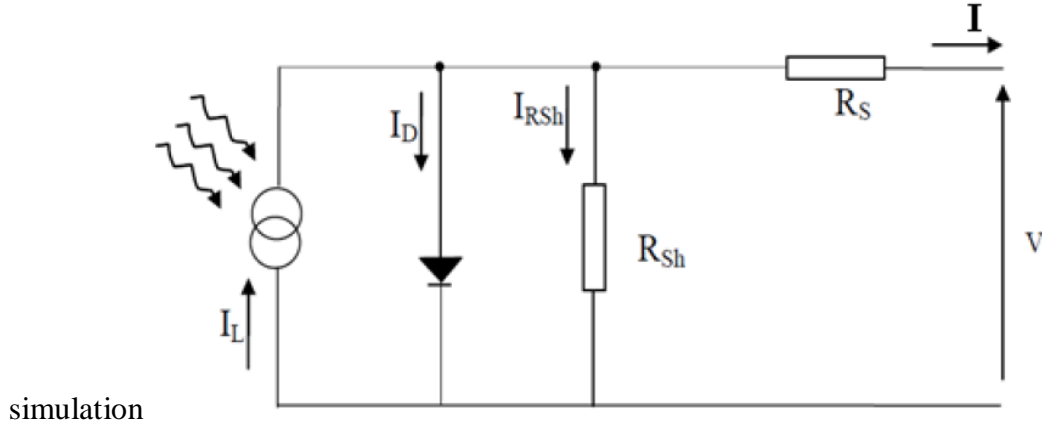 I
R_S
I_D
I_RSh
R_Sh
V
I_L
simulation